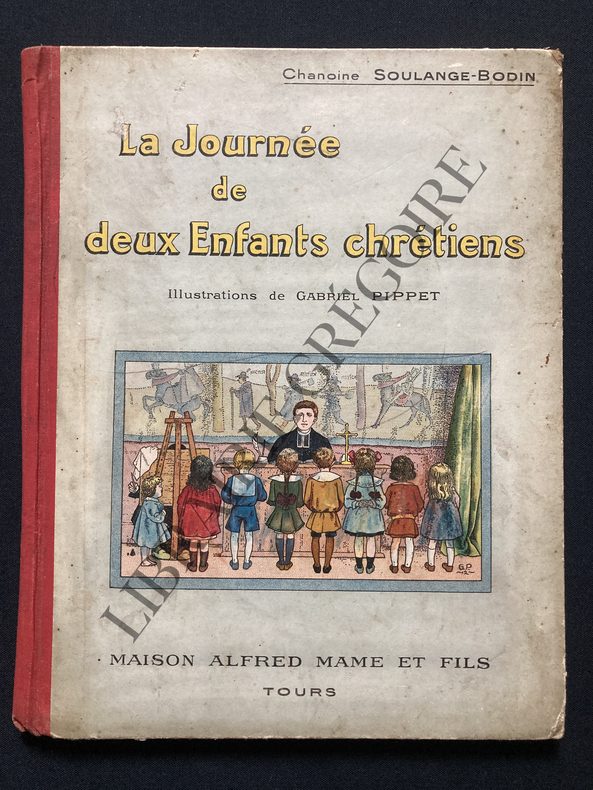 Chanoine SOULANGE-BODIN
La Journée
de
deux Enfants chrétiens
Illustrations de GABRIEL PIPPET
G.P
-12-
MAISON ALFRED MAME ET FILS
TOURS
LIBRAIRIE GRÉGOIRE